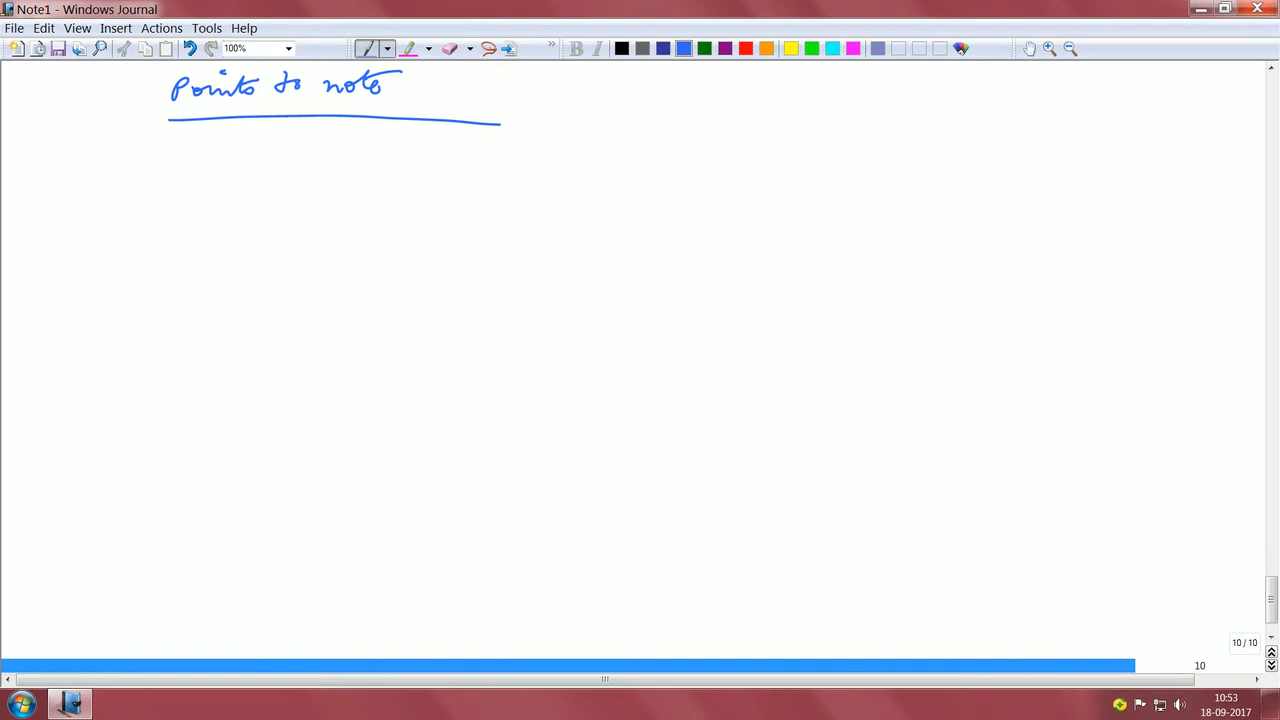 Note1 - Windows Journal
File Edit View Insert Actions Tools Help
100%
B I
Points to note
10 / 10
10
10:53
18-09-2017